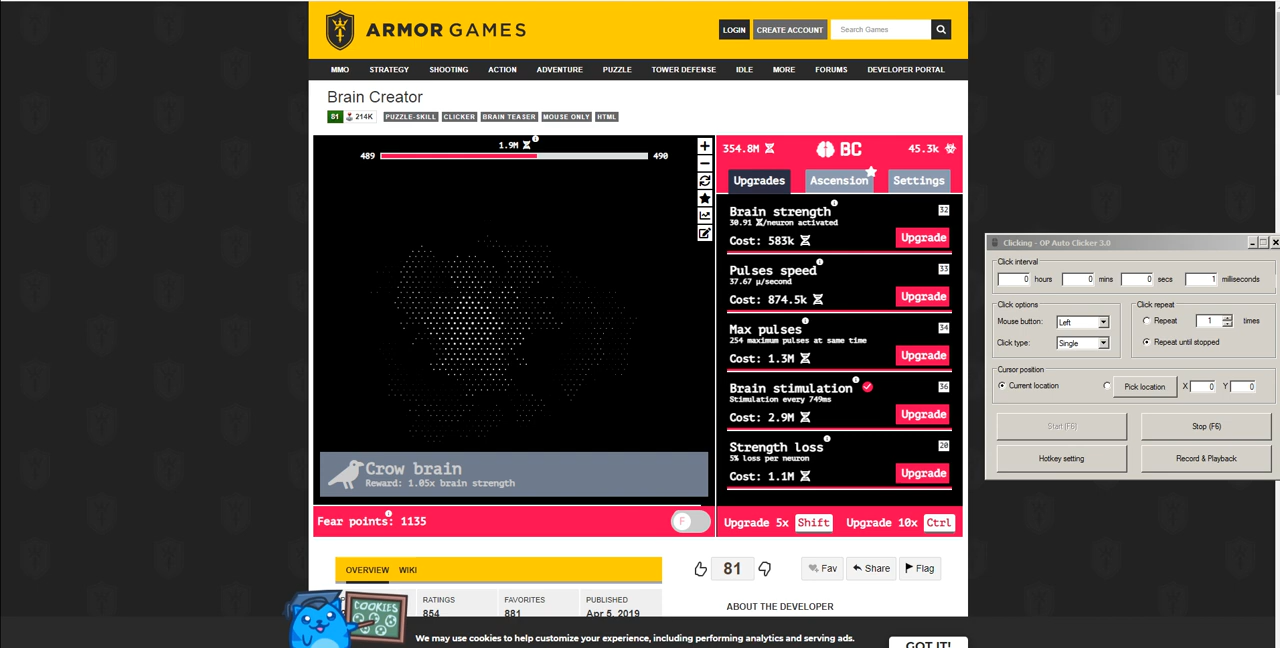 ARMOR GAMES
LOGIN
CREATE ACCOUNT
Search Games
MMO STRATEGY SHOOTING ACTION ADVENTURE PUZZLE TOWER DEFENSE IDLE MORE FORUMS DEVELOPER PORTAL
Brain Creator
81 214K PUZZLE-SKILL CLICKER BRAIN TEASER MOUSE ONLY HTML
1.9M
489 490
354.8M BC 45.3k
Upgrades Ascension Settings
Brain strength 32
30.91 /neuron activated
Cost: 583k Upgrade
Pulses speed 33
37.67 µ/second
Cost: 874.5k Upgrade
Max pulses 34
254 maximum pulses at same time
Cost: 1.3M Upgrade
Brain stimulation 36
Stimulation every 749ms
Cost: 2.9M Upgrade
Strength loss 20
5% loss per neuron
Cost: 1.1M Upgrade
Crow brain
Reward: 1.05x brain strength
Fear points: 1135 F
Upgrade 5x Shift Upgrade 10x Ctrl
OVERVIEW WIKI
81 Fav Share Flag
RATINGS FAVORITES PUBLISHED
854 881 Apr 5, 2019
ABOUT THE DEVELOPER
COOKIES
We may use cookies to help customize your experience, including performing analytics and serving ads.
GOT IT!
Clicking - OP Auto Clicker 3.0
Click interval
0 hours 0 mins 0 secs 1 milliseconds
Click options
Mouse button: Left
Click type: Single
Click repeat
Repeat 1 times
Repeat until stopped
Cursor position
Current location Pick location X 0 Y 0
Start (F6) Stop (F6)
Hotkey setting Record & Playback